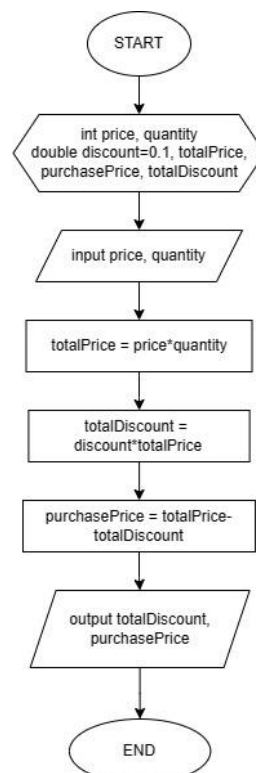 START
int price, quantity
double discount=0.1, totalPrice,
purchasePrice, totalDiscount
input price, quantity
totalPrice = price*quantity
totalDiscount =
discount*totalPrice
purchasePrice = totalPrice-
totalDiscount
output totalDiscount,
purchasePrice
END